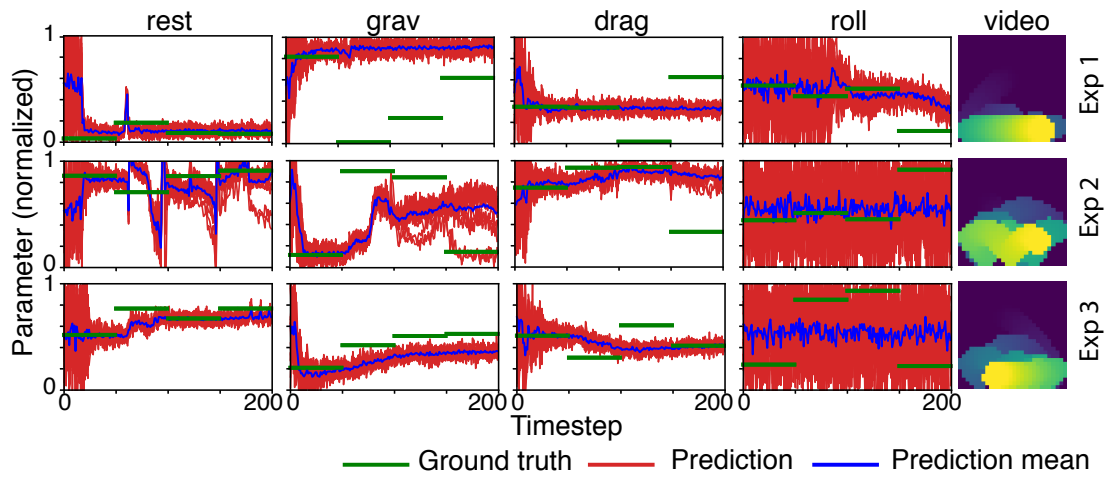 rest grav drag roll video
Parameter (normalized)
1
0
Exp 1
1
0
Exp 2
1
0
Exp 3
0 200 0 200 0 200 0 200
Timestep
Ground truth Prediction Prediction mean